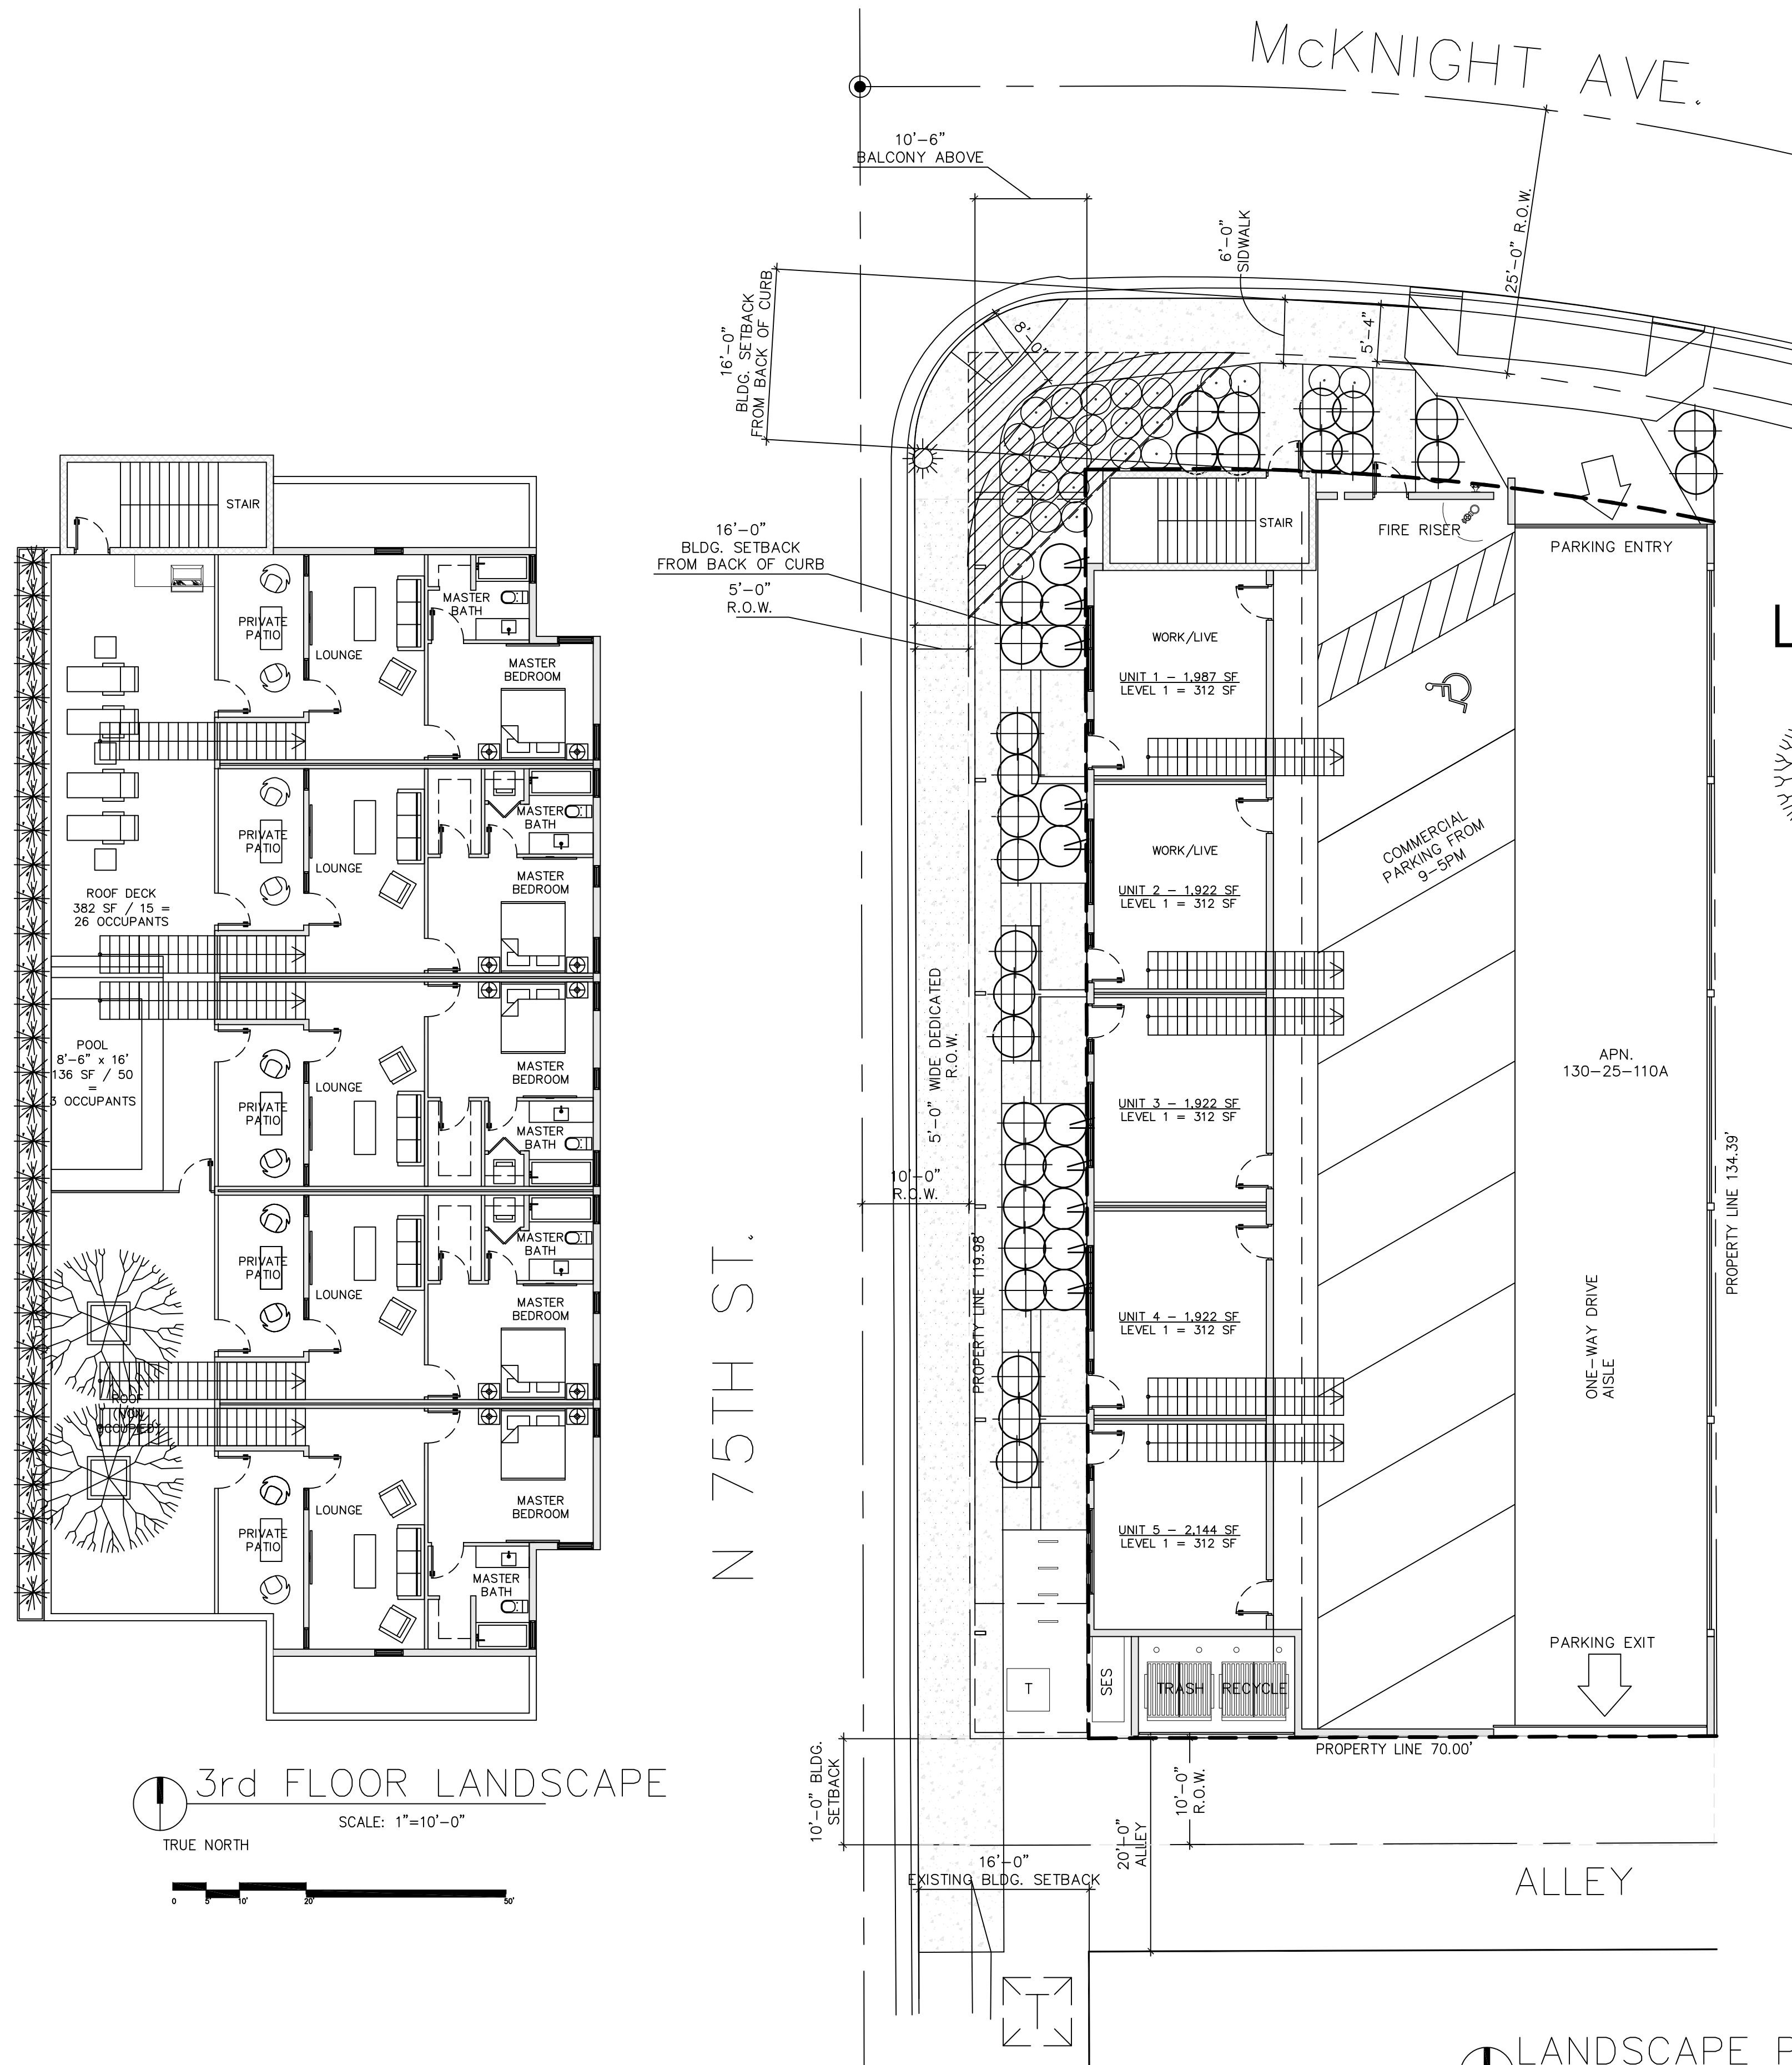 McKNIGHT AVE.
10'-6"
BALCONY ABOVE
6'-0"
SIDWALK
25'-0" R.O.W.
16'-0"
BLDG. SETBACK
FROM BACK OF CURB
8'-0"
5'-4"
16'-0"
BLDG. SETBACK
FROM BACK OF CURB
5'-0"
R.O.W.
STAIR
FIRE RISER
PARKING ENTRY
WORK/LIVE
UNIT 1 - 1,987 SF
LEVEL 1 = 312 SF
WORK/LIVE
UNIT 2 - 1,922 SF
LEVEL 1 = 312 SF
COMMERCIAL
PARKING FROM
9-5PM
5'-0" WIDE DEDICATED
R.O.W.
APN.
130-25-110A
UNIT 3 - 1,922 SF
LEVEL 1 = 312 SF
10'-0"
R.O.W.
PROPERTY LINE 119.98'
PROPERTY LINE 134.39'
N 75TH ST.
UNIT 4 - 1,922 SF
LEVEL 1 = 312 SF
ONE-WAY DRIVE
AISLE
UNIT 5 - 2,144 SF
LEVEL 1 = 312 SF
PARKING EXIT
T
SES
TRASH
RECYCLE
PROPERTY LINE 70.00'
10'-0" BLDG.
SETBACK
10'-0"
R.O.W.
20'-0"
ALLEY
16'-0"
EXISTING BLDG. SETBACK
ALLEY
T
LANDSCAPE
STAIR
PRIVATE
PATIO
LOUNGE
MASTER
BATH
MASTER
BEDROOM
PRIVATE
PATIO
LOUNGE
MASTER
BATH
MASTER
BEDROOM
ROOF DECK
382 SF / 15 =
26 OCCUPANTS
POOL
8'-6" x 16'
136 SF / 50
=
3 OCCUPANTS
PRIVATE
PATIO
LOUNGE
MASTER
BEDROOM
MASTER
BATH
PRIVATE
PATIO
LOUNGE
MASTER
BATH
MASTER
BEDROOM
ROOF
(NON
OCCUPIED)
PRIVATE
PATIO
LOUNGE
MASTER
BEDROOM
MASTER
BATH
3rd FLOOR LANDSCAPE
SCALE: 1"=10'-0"
TRUE NORTH
0 5' 10' 20' 50'